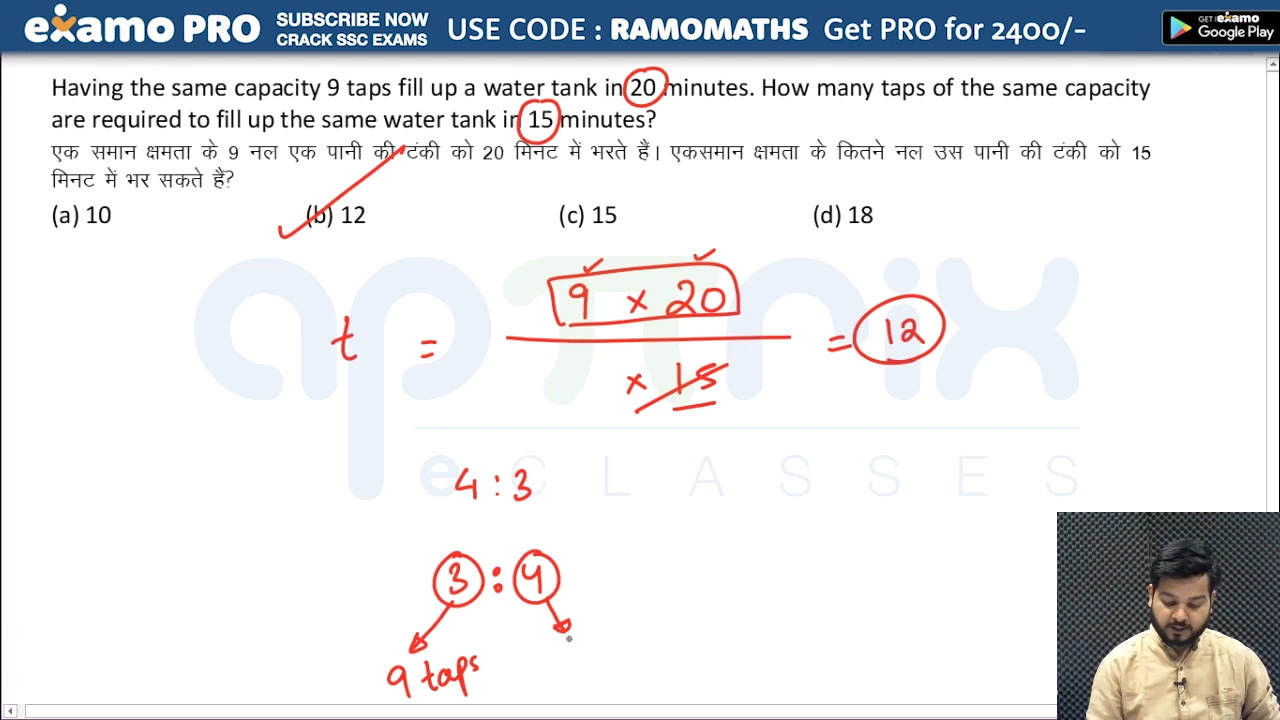 examo PRO SUBSCRIBE NOW CRACK SSC EXAMS USE CODE : RAMOMATHS Get PRO for 2400/- GET IT examo Google Play
Having the same capacity 9 taps fill up a water tank in 20 minutes. How many taps of the same capacity
are required to fill up the same water tank in 15 minutes?
एक समान क्षमता के 9 नल एक पानी की टंकी को 20 मिनट में भरते हैं। एकसमान क्षमता के कितने नल उस पानी की टंकी को 15
मिनट में भर सकते हैं?
(a) 10 (b) 12 (c) 15 (d) 18
9 x 20
t = = 12
x 15
4 : 3
3 : 4
9 taps
apπnix
eCLASSES